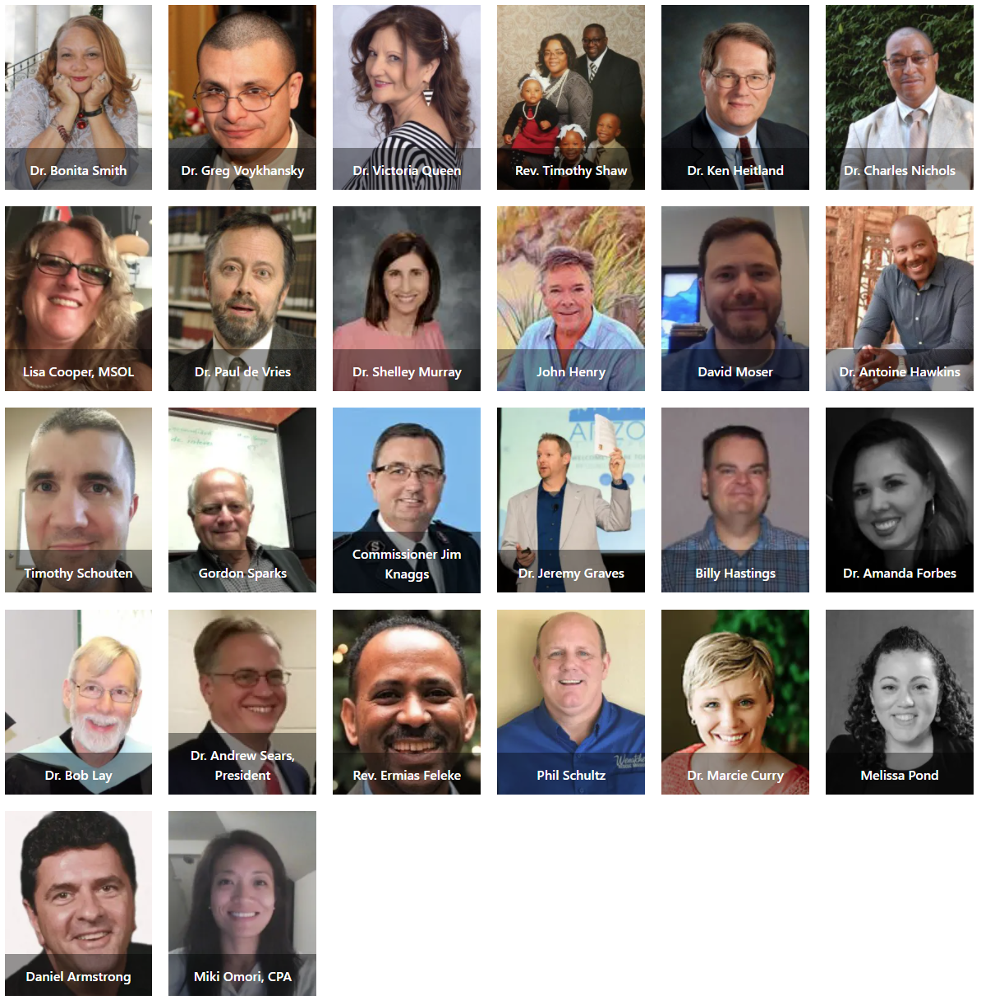 Dr. Bonita Smith
Dr. Greg Voykhansky
Dr. Victoria Queen
Rev. Timothy Shaw
Dr. Ken Heitland
Dr. Charles Nichols
Lisa Cooper, MSOL
Dr. Paul de Vries
Dr. Shelley Murray
John Henry
David Moser
Dr. Antoine Hawkins
Timothy Schouten
Gordon Sparks
Commissioner Jim
Knaggs
S
ARIZO
Dr. Jeremy Graves
Billy Hastings
Dr. Amanda Forbes
Dr. Bob Lay
Dr. Andrew Sears,
President
Rev. Ermias Feleke
Phil Schultz
Dr. Marcie Curry
Melissa Pond
Daniel Armstrong
Miki Omori, CPA